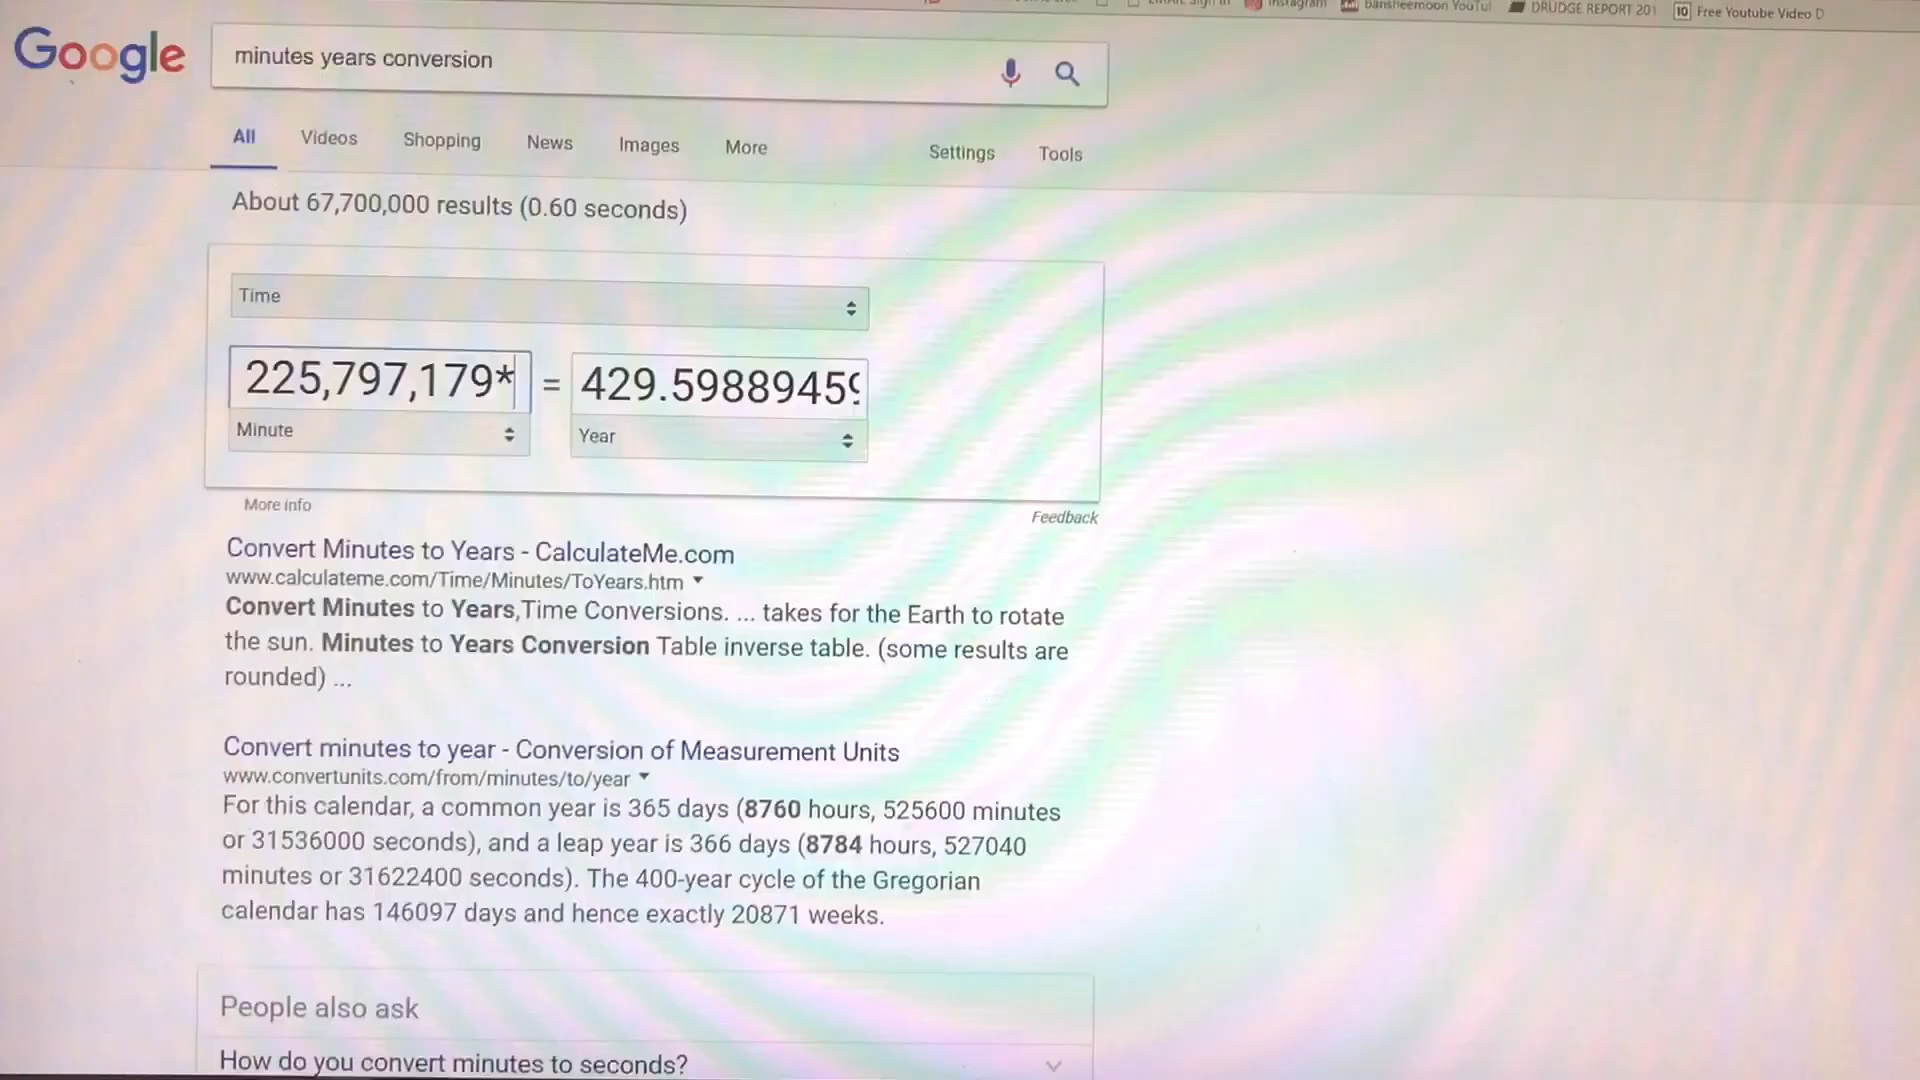 Instagram
bansheemoon YouTu
DRUDGE REPORT 201
10 Free Youtube Video D
Google
minutes years conversion
All Videos Shopping News Images More Settings Tools
About 67,700,000 results (0.60 seconds)
Time
225,797,179* = 429.59889459
Minute Year
More info
Feedback
Convert Minutes to Years - CalculateMe.com
www.calculateme.com/Time/Minutes/ToYears.htm
Convert Minutes to Years,Time Conversions. ... takes for the Earth to rotate
the sun. Minutes to Years Conversion Table inverse table. (some results are
rounded) ...
Convert minutes to year - Conversion of Measurement Units
www.convertunits.com/from/minutes/to/year
For this calendar, a common year is 365 days (8760 hours, 525600 minutes
or 31536000 seconds), and a leap year is 366 days (8784 hours, 527040
minutes or 31622400 seconds). The 400-year cycle of the Gregorian
calendar has 146097 days and hence exactly 20871 weeks.
People also ask
How do you convert minutes to seconds?